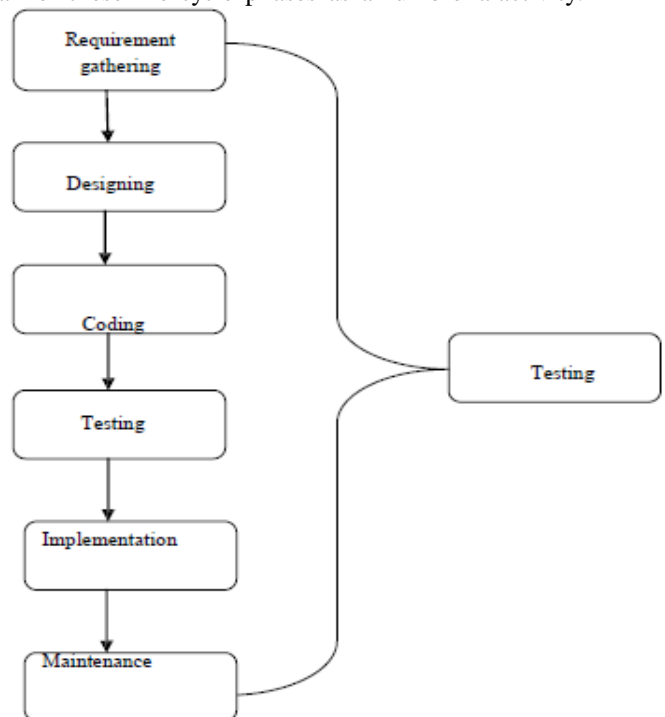 Requirement
gathering
Designing
Coding
Testing
Testing
Implementation
Maintenance